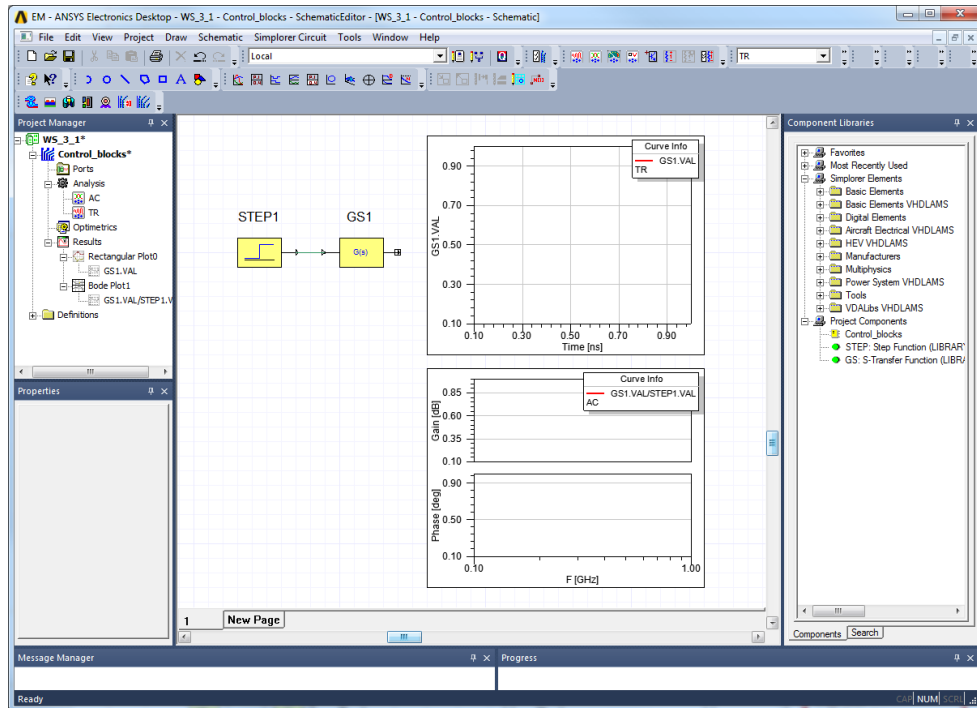 EM - ANSYS Electronics Desktop - WS_3_1 - Control_blocks - SchematicEditor - [WS_3_1 - Control_blocks - Schematic]
File Edit View Project Draw Schematic Simplorer Circuit Tools Window Help
Local
TR
Project Manager
WS_3_1*
Control_blocks*
Ports
Analysis
AC
TR
Optimetrics
Results
Rectangular Plot0
GS1.VAL
Bode Plot1
GS1.VAL/STEP1.V
Definitions
Properties
STEP1
GS1
G(s)
Curve Info
GS1.VAL
TR
GS1.VAL
0.90
0.70
0.50
0.30
0.10
0.10 0.30 0.50 0.70 0.90
Time [ns]
Curve Info
GS1.VAL/STEP1.VAL
AC
Gain [dB]
0.85
0.60
0.35
0.10
Phase [deg]
0.90
0.50
0.10
0.10 1.00
F [GHz]
1 New Page
Component Libraries
Favorites
Most Recently Used
Simplorer Elements
Basic Elements
Basic Elements VHDLAMS
Digital Elements
Aircraft Electrical VHDLAMS
HEV VHDLAMS
Manufacturers
Multiphysics
Power System VHDLAMS
Tools
VDALibs VHDLAMS
Project Components
Control_blocks
STEP: Step Function (LIBRARY
GS: S-Transfer Function (LIBRA
Components Search
Message Manager
Progress
Ready
CAP NUM SCRL